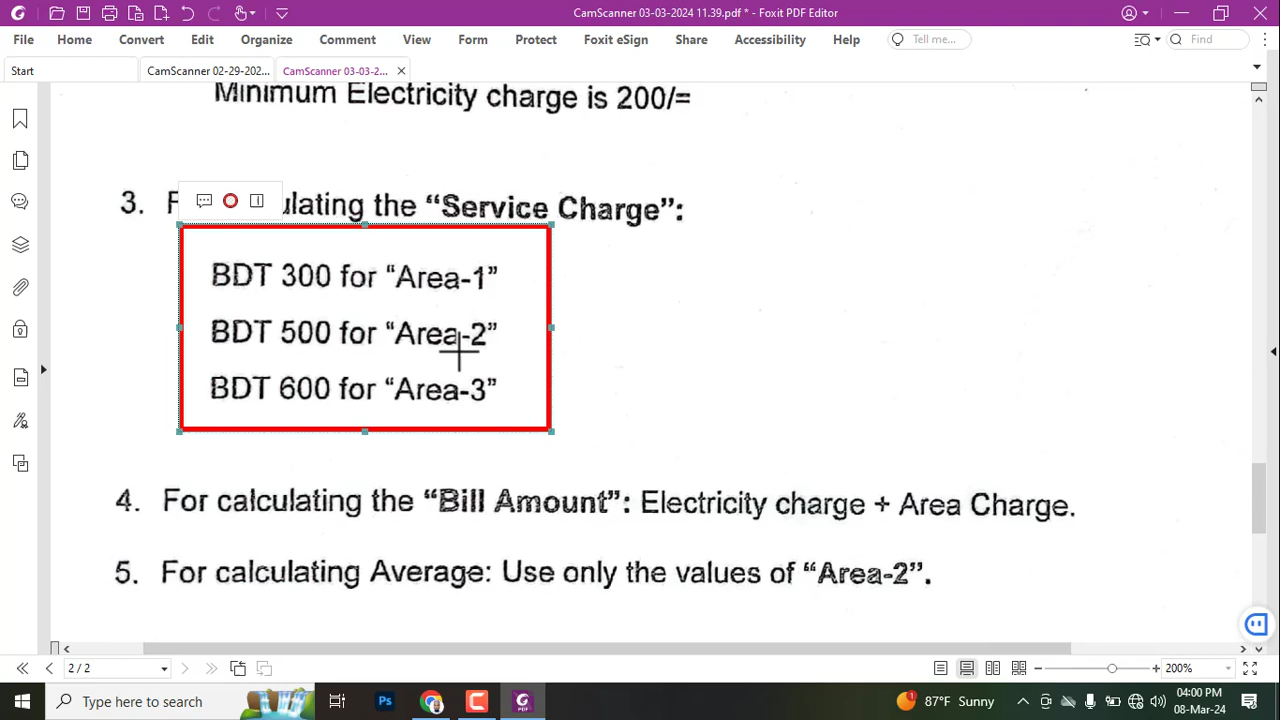 CamScanner 03-03-2024 11.39.pdf * - Foxit PDF Editor
File Home Convert Edit Organize Comment View Form Protect Foxit eSign Share Accessibility Help Tell me... Find
Start CamScanner 02-29-202... CamScanner 03-03-2...
Minimum Electricity charge is 200/=
3. F ulating the “Service Charge”:
BDT 300 for “Area-1”
BDT 500 for “Area-2”
BDT 600 for “Area-3”
4. For calculating the “Bill Amount”: Electricity charge + Area Charge.
5. For calculating Average: Use only the values of “Area-2”.
2 / 2 200%
Type here to search Ps PDF 1 87°F Sunny 04:00 PM
08-Mar-24